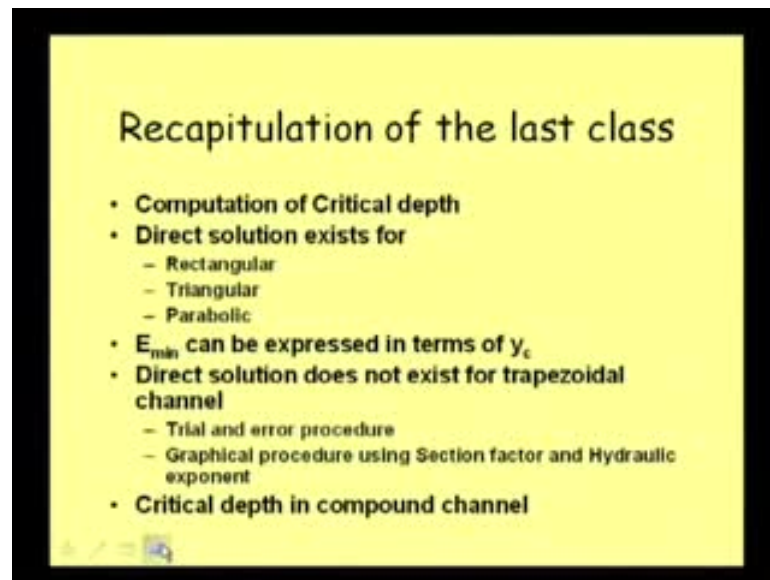 Recapitulation of the last class
• Computation of Critical depth
• Direct solution exists for
– Rectangular
– Triangular
– Parabolic
• Emin can be expressed in terms of yc
• Direct solution does not exist for trapezoidal
channel
– Trial and error procedure
– Graphical procedure using Section factor and Hydraulic
exponent
• Critical depth in compound channel